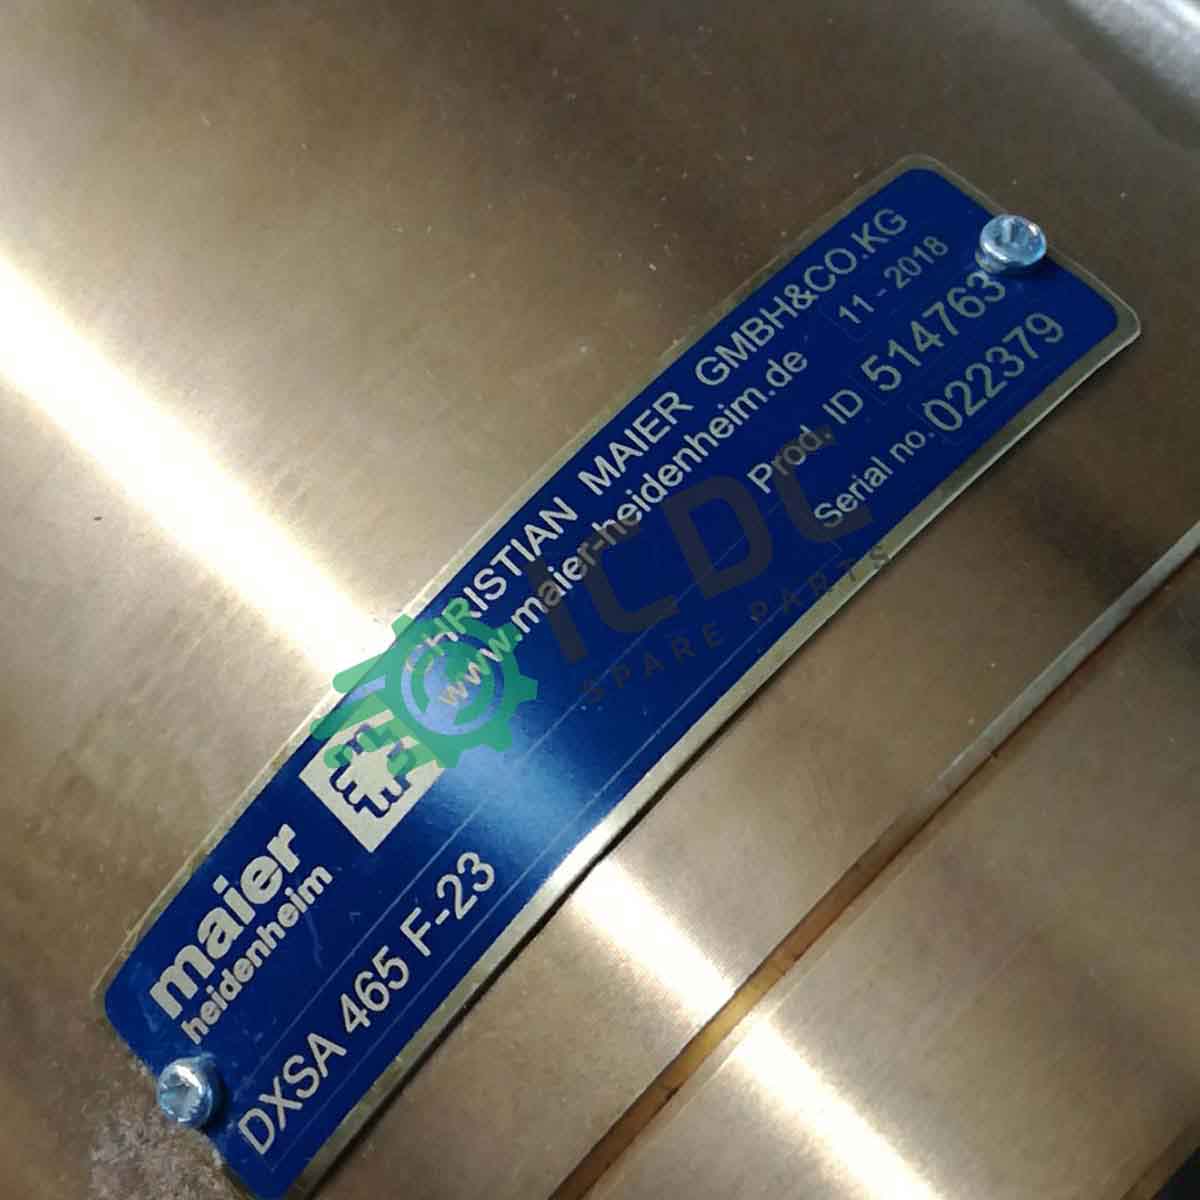 maier
heidenheim
CHRISTIAN MAIER GMBH&CO.KG
www.maier-heidenheim.de
11 - 2018
Prod. ID 514763
Serial no. 022379
DXSA 465 F-23
ICDC
SPARE PARTS